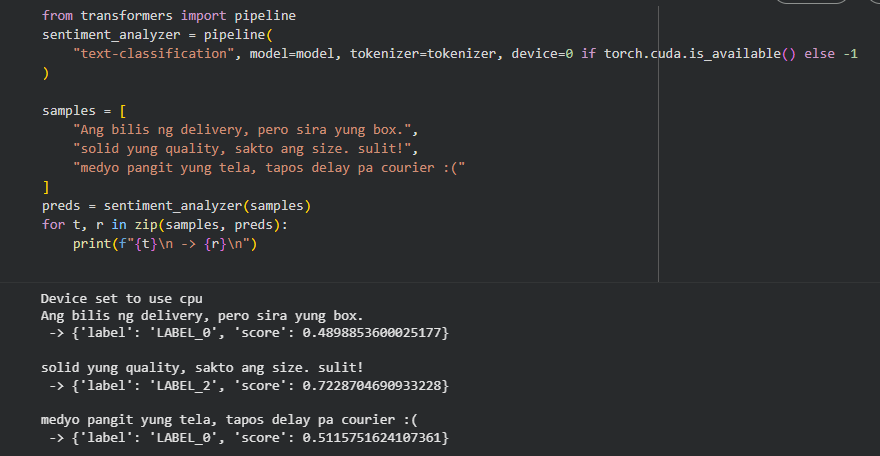 from transformers import pipeline
sentiment_analyzer = pipeline(
    "text-classification", model=model, tokenizer=tokenizer, device=0 if torch.cuda.is_available() else -1
)

samples = [
    "Ang bilis ng delivery, pero sira yung box.",
    "solid yung quality, sakto ang size. sulit!",
    "medyo pangit yung tela, tapos delay pa courier :("
]
preds = sentiment_analyzer(samples)
for t, r in zip(samples, preds):
    print(f"{t}\n -> {r}\n")

Device set to use cpu
Ang bilis ng delivery, pero sira yung box.
 -> {'label': 'LABEL_0', 'score': 0.4898853600025177}

solid yung quality, sakto ang size. sulit!
 -> {'label': 'LABEL_2', 'score': 0.7228704690933228}

medyo pangit yung tela, tapos delay pa courier :(
 -> {'label': 'LABEL_0', 'score': 0.5115751624107361}